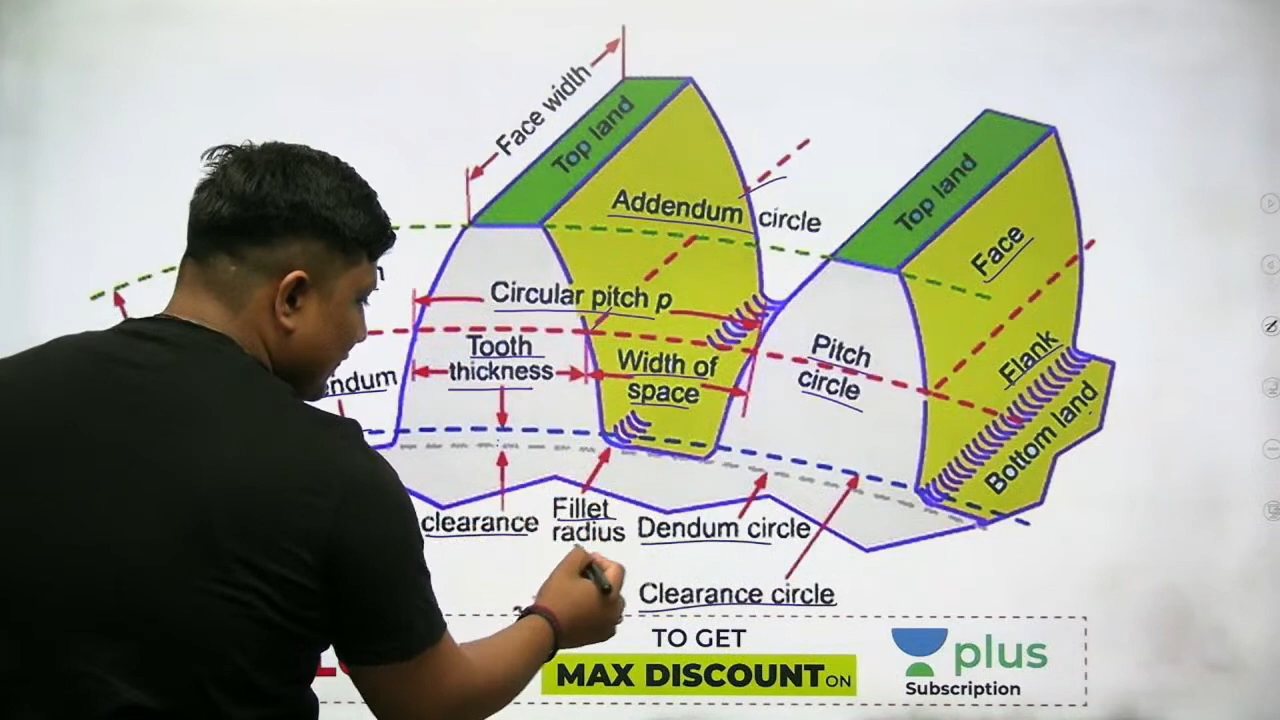 Face width
Top land
Addendum circle
Top land
Face
Circular pitch p
Tooth
thickness
Width of
space
Pitch
circle
Flank
Bottom land
clearance
Fillet
radius
Dendum circle
Clearance circle
TO GET
MAX DISCOUNT ON
plus
Subscription